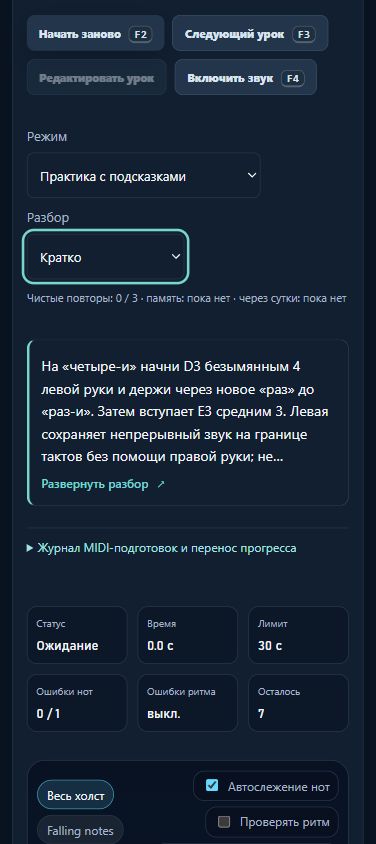 Начать заново F2
Следующий урок F3
Редактировать урок
Включить звук F4
Режим
Практика с подсказками
Разбор
Кратко
Чистые повторы: 0 / 3 · память: пока нет · через сутки: пока нет
На «четыре-и» начни D3 безымянным 4
левой руки и держи через новое «раз» до
«раз-и». Затем вступает E3 средним 3. Левая
сохраняет непрерывный звук на границе
тактов без помощи правой руки; не...
Развернуть разбор ↗
▶ Журнал MIDI-подготовок и перенос прогресса
Статус
Ожидание
Время
0.0 с
Лимит
30 с
Ошибки нот
0 / 1
Ошибки ритма
выкл.
Осталось
7
Весь холст
Автослежение нот
Falling notes
Проверять ритм